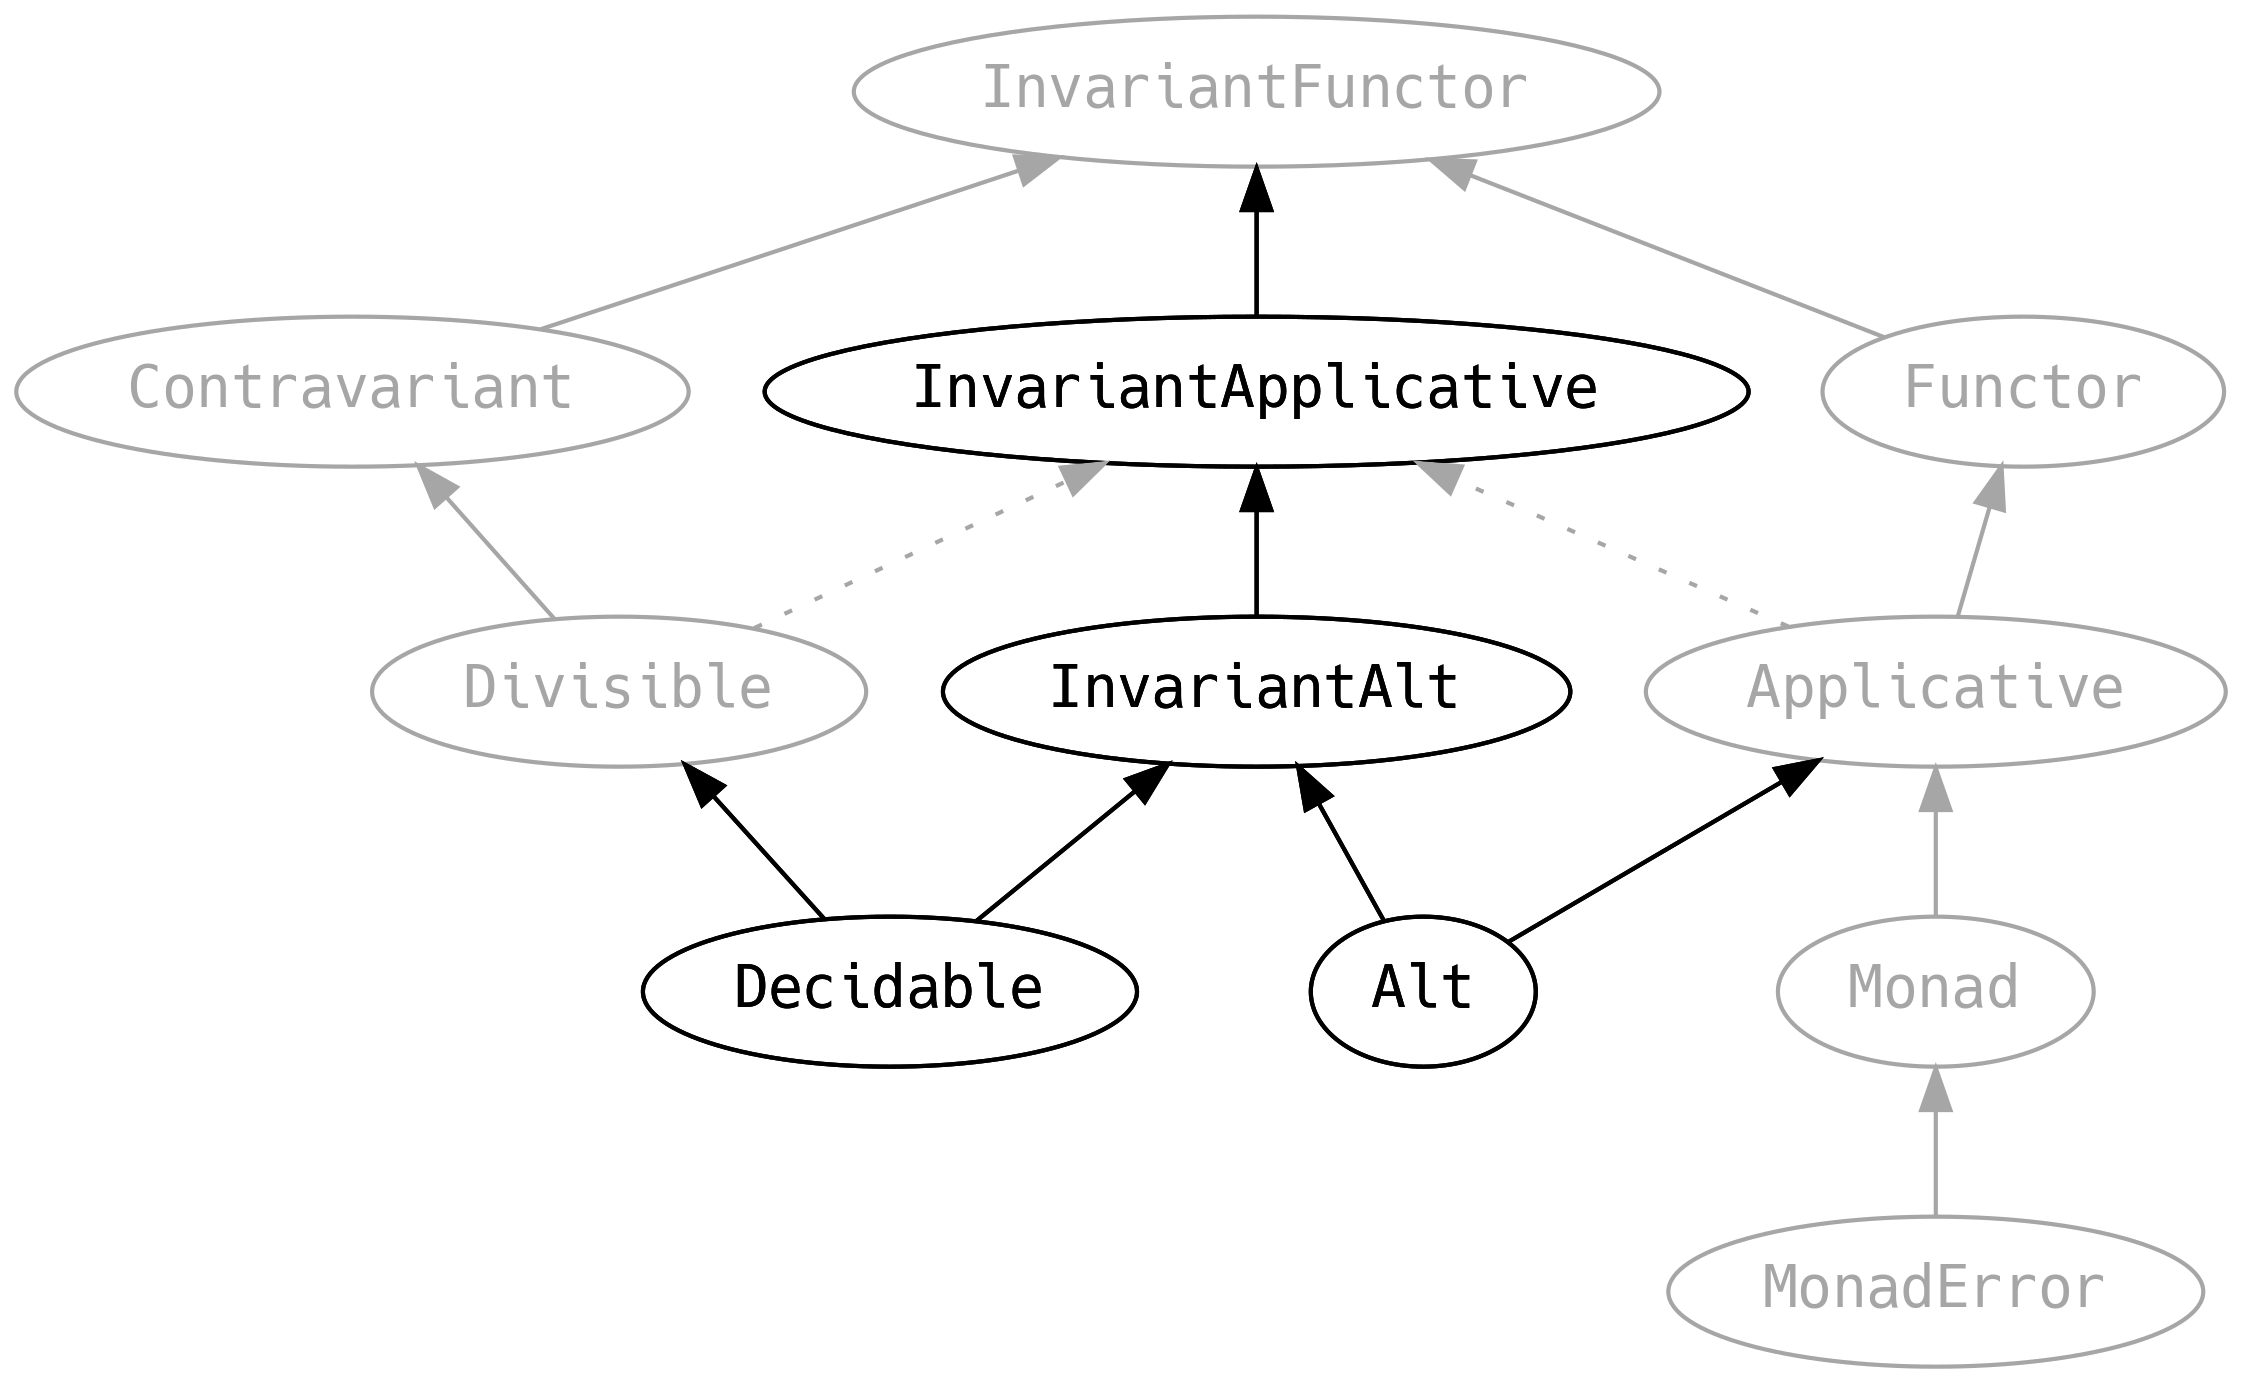 InvariantFunctor
Contravariant
InvariantApplicative
Functor
Divisible
InvariantAlt
Applicative
Decidable
Alt
Monad
MonadError